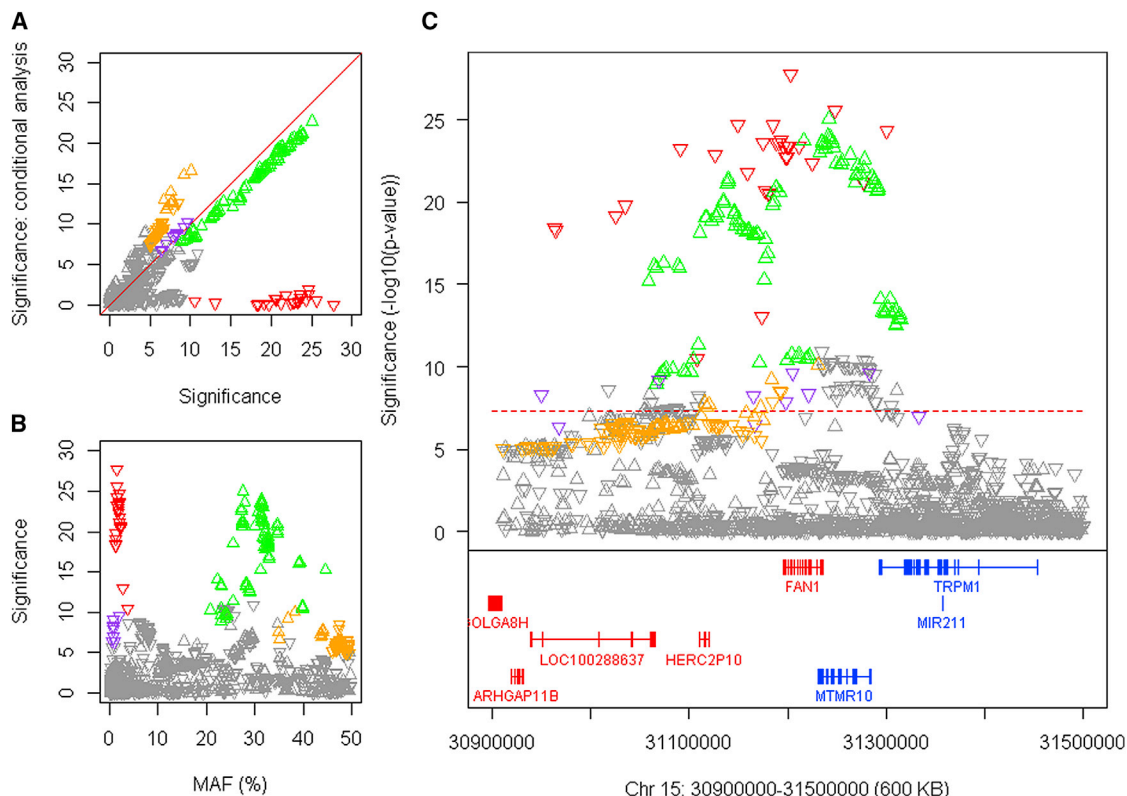 A
Significance: conditional analysis
30
25
20
15
10
5
0
0 5 10 15 20 25 30
Significance
B
Significance
30
25
20
15
10
5
0
0 10 20 30 40 50
MAF (%)
C
Significance (-log10(p-value))
25
20
15
10
5
0
FAN1
TRPM1
MIR211
GOLGA8H
LOC100288637
HERC2P10
ARHGAP11B
MTMR10
30900000 31100000 31300000 31500000
Chr 15: 30900000-31500000 (600 KB)